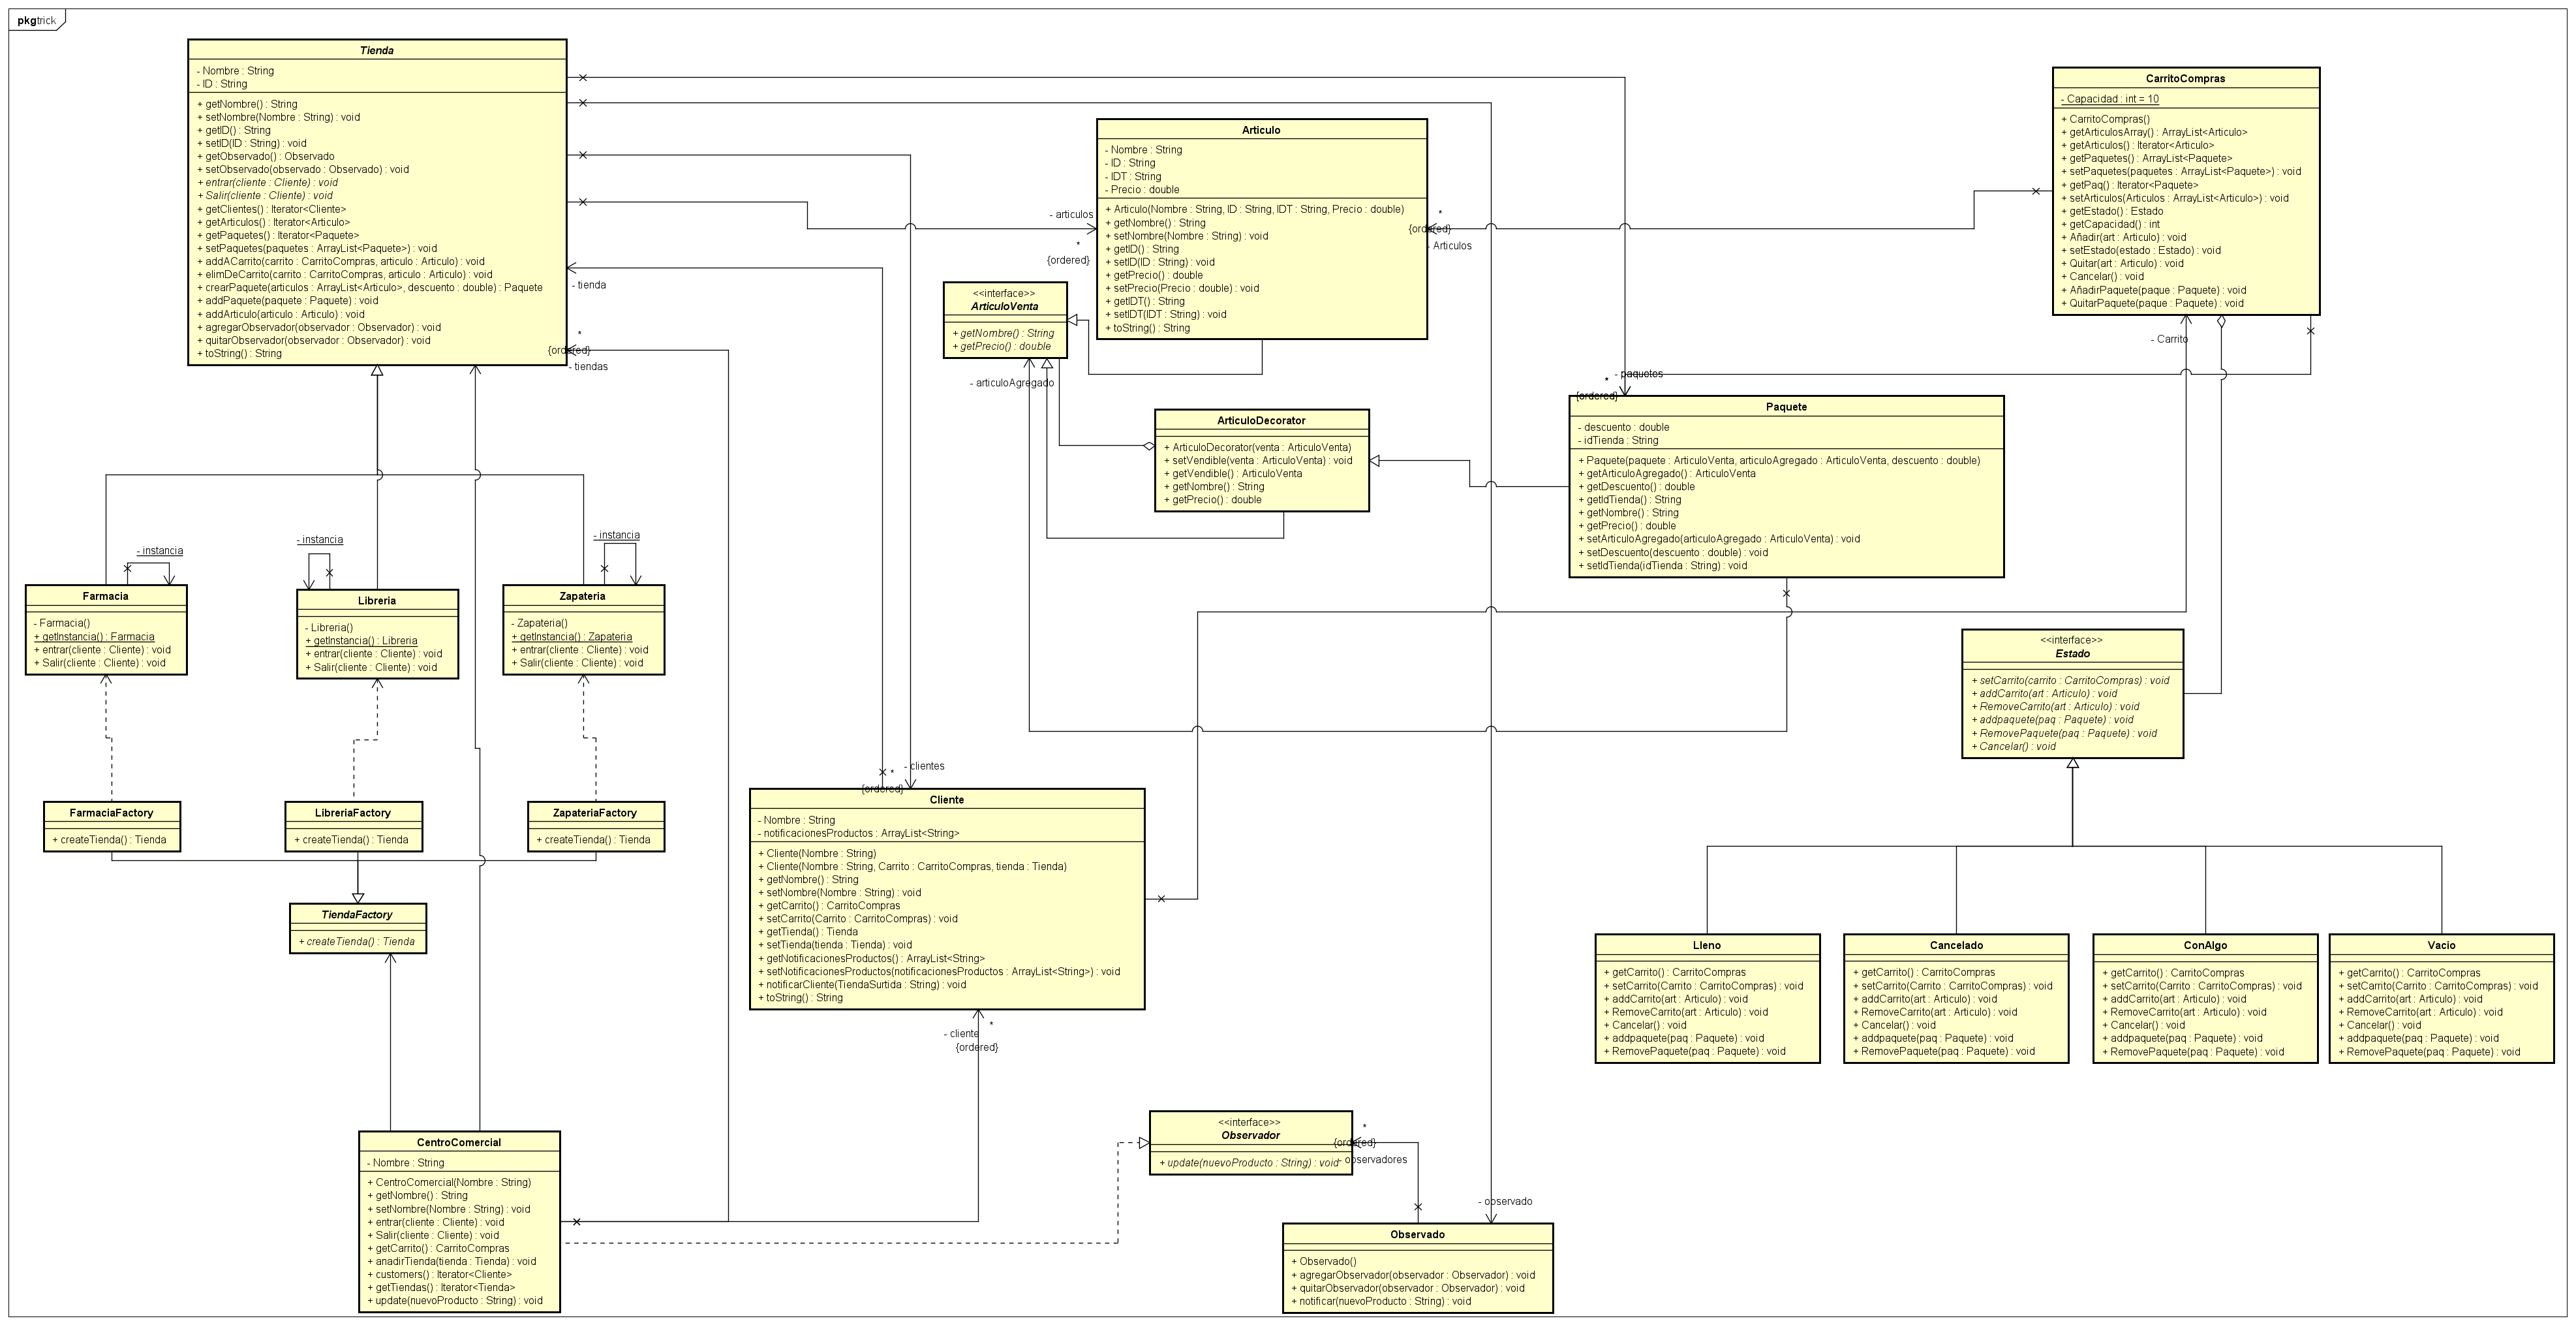 pkg trick
Tienda
- Nombre : String
- ID : String
+ getNombre() : String
+ setNombre(Nombre : String) : void
+ getID() : String
+ setID(ID : String) : void
+ getObservado() : Observado
+ setObservado(observado : Observado) : void
+ entrar(cliente : Cliente) : void
+ Salir(cliente : Cliente) : void
+ getClientes() : Iterator<Cliente>
+ getArticulos() : Iterator<Articulo>
+ getPaquetes() : Iterator<Paquete>
+ setPaquetes(paquetes : ArrayList<Paquete>) : void
+ addACarrito(carrito : CarritoCompras, articulo : Articulo) : void
+ elimDeCarrito(carrito : CarritoCompras, articulo : Articulo) : void
+ crearPaquete(articulos : ArrayList<Articulo>, descuento : double) : Paquete
+ addPaquete(paquete : Paquete) : void
+ addArticulo(articulo : Articulo) : void
+ agregarObservador(observador : Observador) : void
+ quitarObservador(observador : Observador) : void
+ toString() : String
- tienda
*
{ordered}
- tiendas
- articulos
*
{ordered}
Articulo
- Nombre : String
- ID : String
- IDT : String
- Precio : double
+ Articulo(Nombre : String, ID : String, IDT : String, Precio : double)
+ getNombre() : String
+ setNombre(Nombre : String) : void
+ getID() : String
+ setID(ID : String) : void
+ getPrecio() : double
+ setPrecio(Precio : double) : void
+ getIDT() : String
+ setIDT(IDT : String) : void
+ toString() : String
*
{ordered}
- Articulos
CarritoCompras
- Capacidad : int = 10
+ CarritoCompras()
+ getArticulosArray() : ArrayList<Articulo>
+ getArticulos() : Iterator<Articulo>
+ getPaquetes() : ArrayList<Paquete>
+ setPaquetes(paquetes : ArrayList<Paquete>) : void
+ getPaq() : Iterator<Paquete>
+ setArticulos(Articulos : ArrayList<Articulo>) : void
+ getEstado() : Estado
+ getCapacidad() : int
+ Añadir(art : Articulo) : void
+ setEstado(estado : Estado) : void
+ Quitar(art : Articulo) : void
+ Cancelar() : void
+ AñadirPaquete(paque : Paquete) : void
+ QuitarPaquete(paque : Paquete) : void
- Carrito
<<interface>>
ArticuloVenta
+ getNombre() : String
+ getPrecio() : double
- articuloAgregado
ArticuloDecorator
+ ArticuloDecorator(venta : ArticuloVenta)
+ setVendible(venta : ArticuloVenta) : void
+ getVendible() : ArticuloVenta
+ getNombre() : String
+ getPrecio() : double
- paquetes
*
{ordered}
Paquete
- descuento : double
- idTienda : String
+ Paquete(paquete : ArticuloVenta, articuloAgregado : ArticuloVenta, descuento : double)
+ getArticuloAgregado() : ArticuloVenta
+ getDescuento() : double
+ getIdTienda() : String
+ getNombre() : String
+ getPrecio() : double
+ setArticuloAgregado(articuloAgregado : ArticuloVenta) : void
+ setDescuento(descuento : double) : void
+ setIdTienda(idTienda : String) : void
- instancia
- instancia
- instancia
Farmacia
- Farmacia()
+ getInstancia() : Farmacia
+ entrar(cliente : Cliente) : void
+ Salir(cliente : Cliente) : void
Libreria
- Libreria()
+ getInstancia() : Libreria
+ entrar(cliente : Cliente) : void
+ Salir(cliente : Cliente) : void
Zapateria
- Zapateria()
+ getInstancia() : Zapateria
+ entrar(cliente : Cliente) : void
+ Salir(cliente : Cliente) : void
<<interface>>
Estado
+ setCarrito(carrito : CarritoCompras) : void
+ addCarrito(art : Articulo) : void
+ RemoveCarrito(art : Articulo) : void
+ addpaquete(paq : Paquete) : void
+ RemovePaquete(paq : Paquete) : void
+ Cancelar() : void
FarmaciaFactory
+ createTienda() : Tienda
LibreriaFactory
+ createTienda() : Tienda
ZapateriaFactory
+ createTienda() : Tienda
TiendaFactory
+ createTienda() : Tienda
- clientes
*
{ordered}
Cliente
- Nombre : String
- notificacionesProductos : ArrayList<String>
+ Cliente(Nombre : String)
+ Cliente(Nombre : String, Carrito : CarritoCompras, tienda : Tienda)
+ getNombre() : String
+ setNombre(Nombre : String) : void
+ getCarrito() : CarritoCompras
+ setCarrito(Carrito : CarritoCompras) : void
+ getTienda() : Tienda
+ setTienda(tienda : Tienda) : void
+ getNotificacionesProductos() : ArrayList<String>
+ setNotificacionesProductos(notificacionesProductos : ArrayList<String>) : void
+ notificarCliente(TiendaSurtida : String) : void
+ toString() : String
*
- cliente
{ordered}
Lleno
+ getCarrito() : CarritoCompras
+ setCarrito(Carrito : CarritoCompras) : void
+ addCarrito(art : Articulo) : void
+ RemoveCarrito(art : Articulo) : void
+ Cancelar() : void
+ addpaquete(paq : Paquete) : void
+ RemovePaquete(paq : Paquete) : void
Cancelado
+ getCarrito() : CarritoCompras
+ setCarrito(Carrito : CarritoCompras) : void
+ addCarrito(art : Articulo) : void
+ RemoveCarrito(art : Articulo) : void
+ Cancelar() : void
+ addpaquete(paq : Paquete) : void
+ RemovePaquete(paq : Paquete) : void
ConAlgo
+ getCarrito() : CarritoCompras
+ setCarrito(Carrito : CarritoCompras) : void
+ addCarrito(art : Articulo) : void
+ RemoveCarrito(art : Articulo) : void
+ Cancelar() : void
+ addpaquete(paq : Paquete) : void
+ RemovePaquete(paq : Paquete) : void
Vacio
+ getCarrito() : CarritoCompras
+ setCarrito(Carrito : CarritoCompras) : void
+ addCarrito(art : Articulo) : void
+ RemoveCarrito(art : Articulo) : void
+ Cancelar() : void
+ addpaquete(paq : Paquete) : void
+ RemovePaquete(paq : Paquete) : void
CentroComercial
- Nombre : String
+ CentroComercial(Nombre : String)
+ getNombre() : String
+ setNombre(Nombre : String) : void
+ entrar(cliente : Cliente) : void
+ Salir(cliente : Cliente) : void
+ getCarrito() : CarritoCompras
+ anadirTienda(tienda : Tienda) : void
+ customers() : Iterator<Cliente>
+ getTiendas() : Iterator<Tienda>
+ update(nuevoProducto : String) : void
<<interface>>
Observador
+ update(nuevoProducto : String) : void
*
{ordered}
- observadores
- observado
Observado
+ Observado()
+ agregarObservador(observador : Observador) : void
+ quitarObservador(observador : Observador) : void
+ notificar(nuevoProducto : String) : void